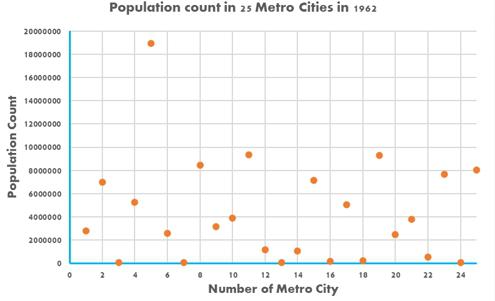 Population count in 25 Metro Cities in 1962
20000000
18000000
16000000
14000000
12000000
10000000
8000000
6000000
4000000
2000000
0
Population Count
0 2 4 6 8 10 12 14 16 18 20 22 24
Number of Metro City